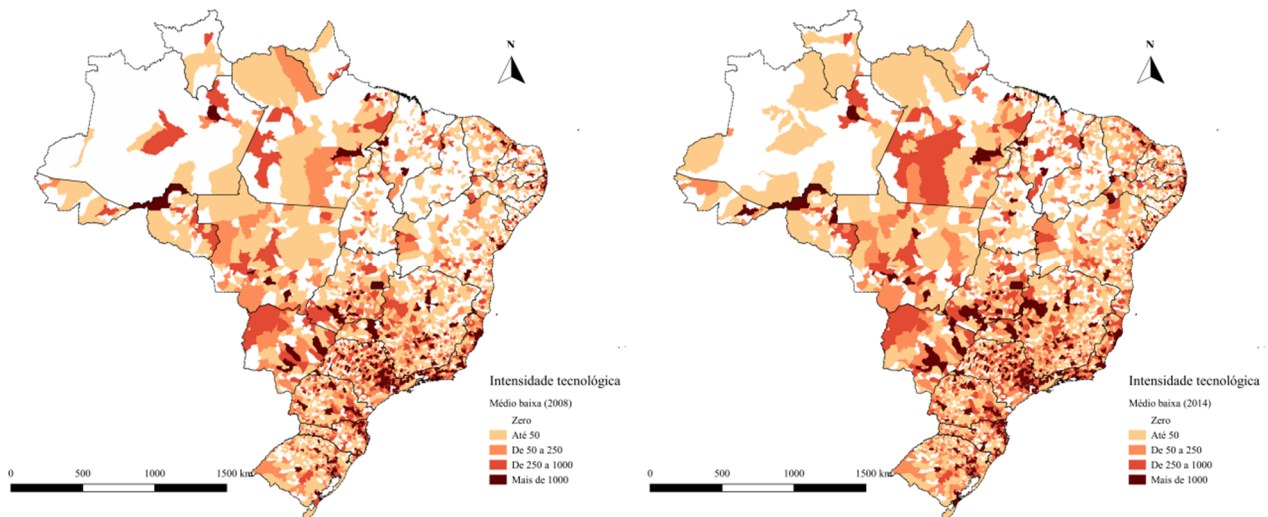 N
Intensidade tecnológica
Médio baixa (2008)
Zero
Até 50
De 50 a 250
De 250 a 1000
Mais de 1000
0 500 1000 1500 km
N
Intensidade tecnológica
Médio baixa (2014)
Zero
Até 50
De 50 a 250
De 250 a 1000
Mais de 1000
0 500 1000 1500 km